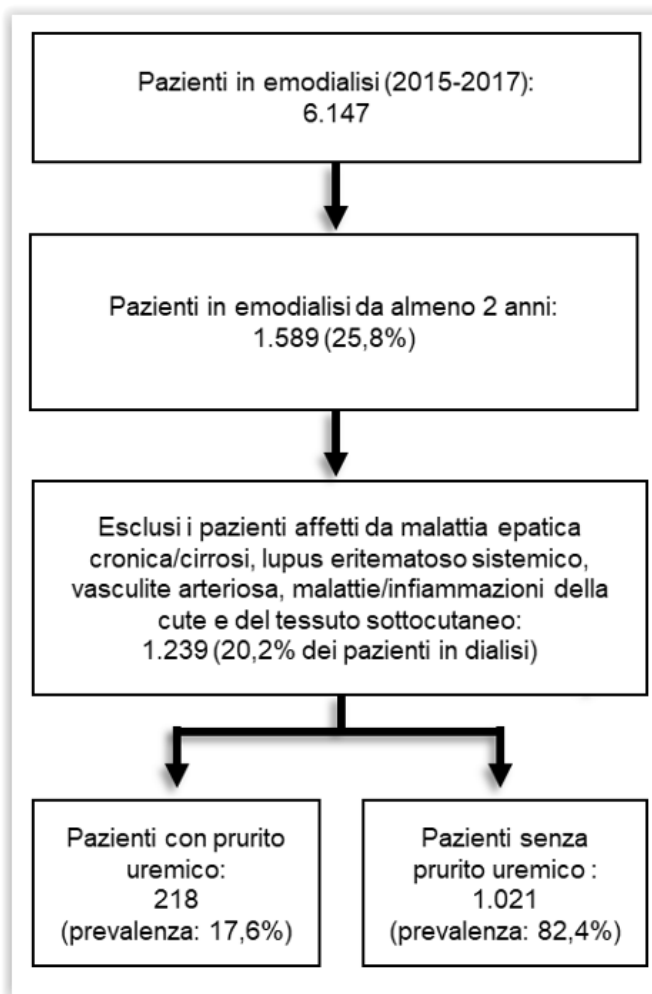 Pazienti in emodialisi (2015-2017):
6.147
Pazienti in emodialisi da almeno 2 anni:
1.589 (25,8%)
Esclusi i pazienti affetti da malattia epatica
cronica/cirrosi, lupus eritematoso sistemico,
vasculite arteriosa, malattie/infiammazioni della
cute e del tessuto sottocutaneo:
1.239 (20,2% dei pazienti in dialisi)
Pazienti con prurito
uremico:
218
(prevalenza: 17,6%)
Pazienti senza
prurito uremico :
1.021
(prevalenza: 82,4%)